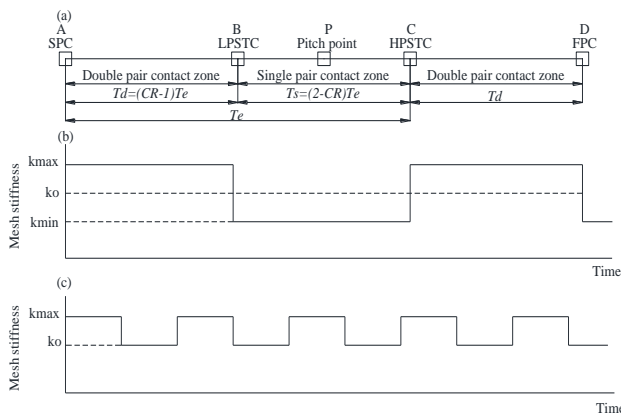 (a)
A B P C D
SPC LPSTC Pitch point HPSTC FPC
Double pair contact zone Single pair contact zone Double pair contact zone
Td=(CR-1)Te Ts=(2-CR)Te Td
Te
(b)
Mesh stiffness
kmax
ko
kmin
Time
(c)
Mesh stiffness
kmax
ko
Time